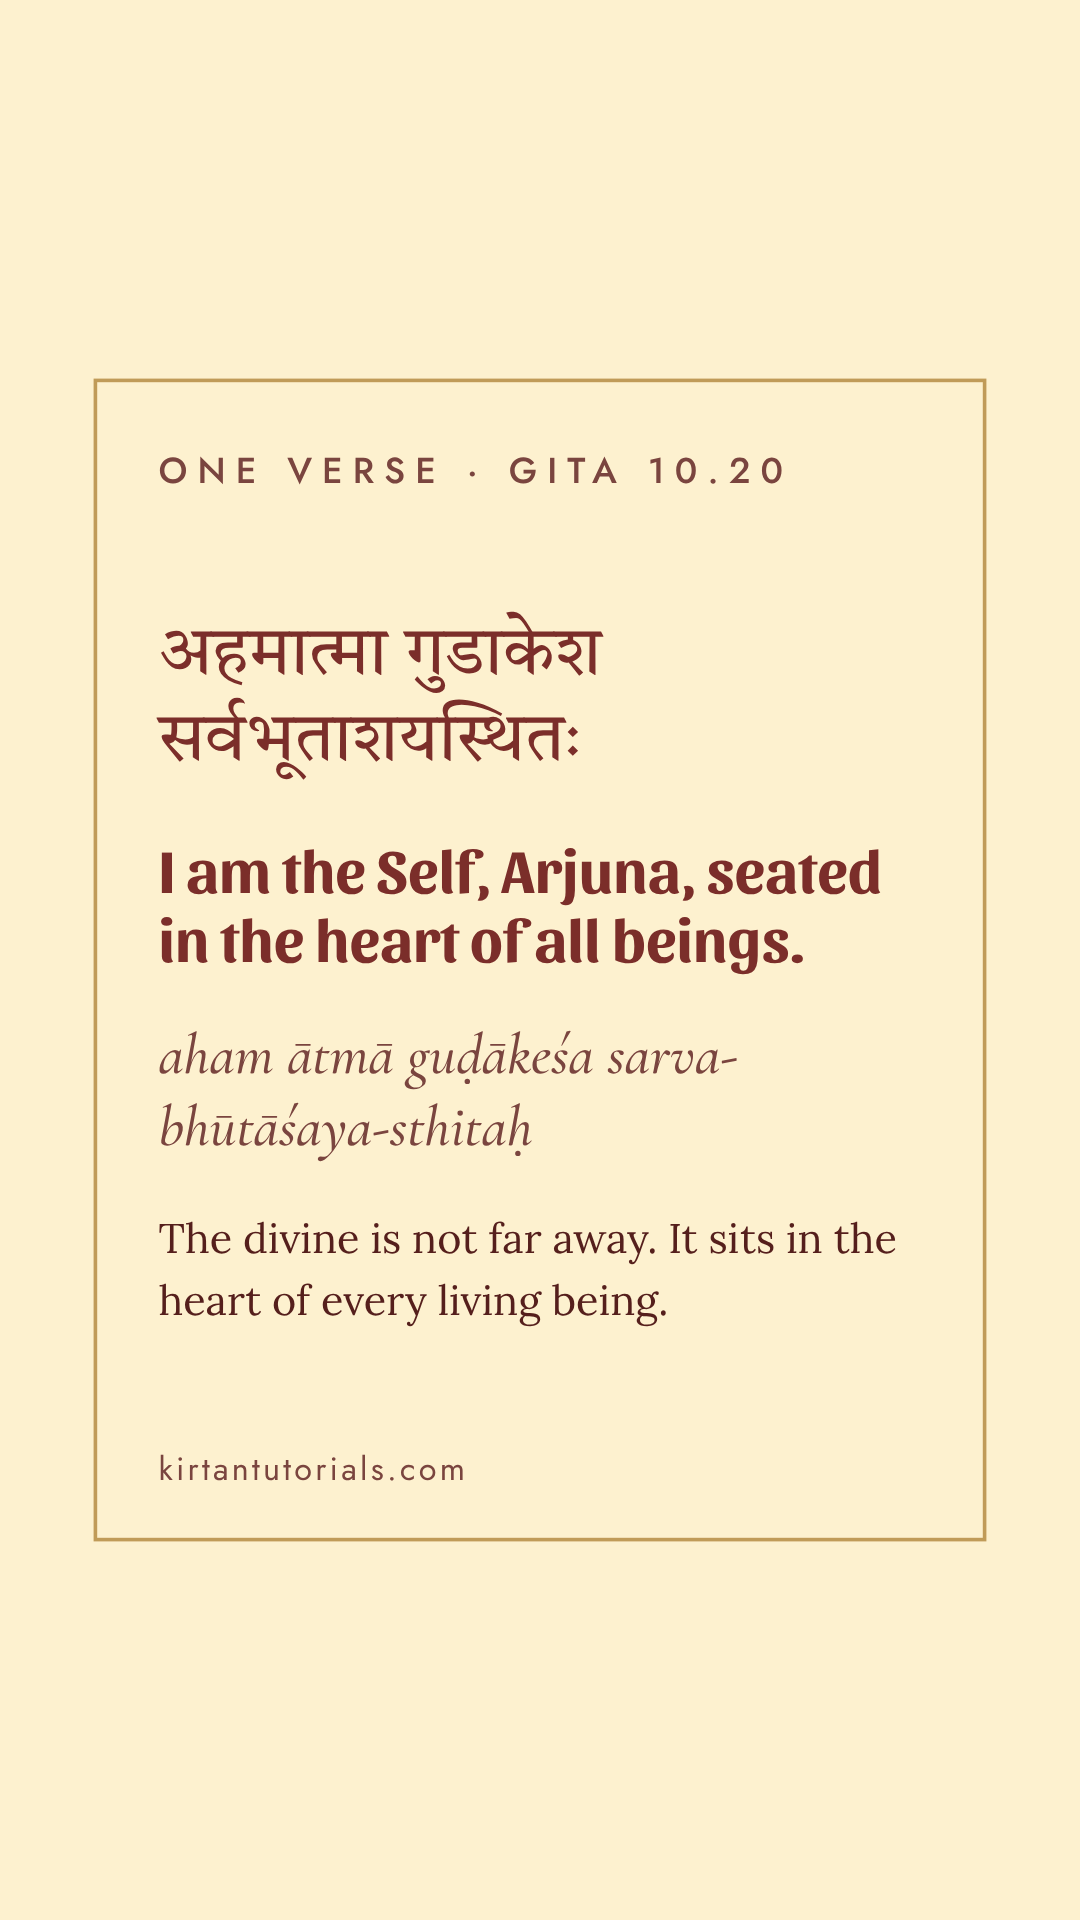 ONE VERSE · GITA 10.20
अहमात्मा गुडाकेश
सर्वभूताशयस्थितः
I am the Self, Arjuna, seated
in the heart of all beings.
aham ātmā guḍākeśa sarva-
bhūtāśaya-sthitaḥ
The divine is not far away. It sits in the
heart of every living being.
kirtantutorials.com